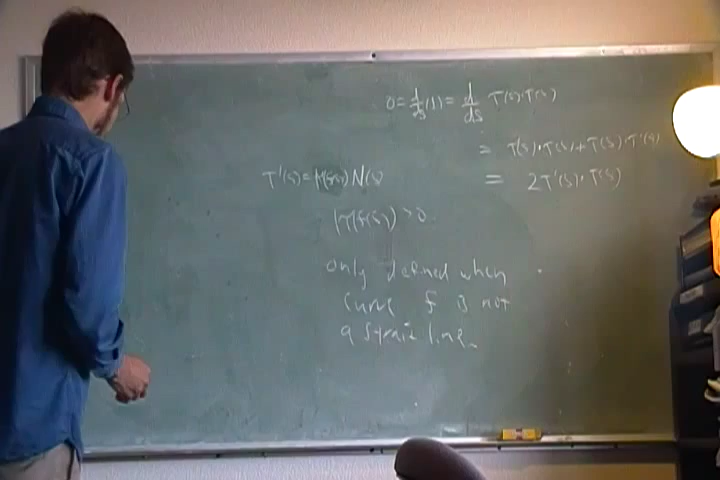 0 = d/ds (1) = d/ds T(s)·T(s)
= T'(s)·T(s) + T(s)·T'(s)
T'(s) = K(s) N(s)
= 2T'(s)·T(s)
>0
only defined when
curve f is not
a straight line